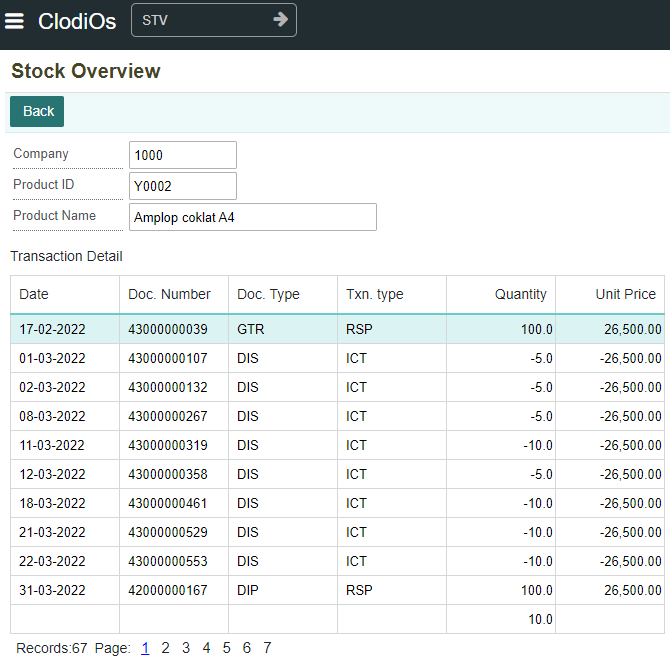 ClodiOs STV
Stock Overview
Back
Company 1000
Product ID Y0002
Product Name Amplop coklat A4
Transaction Detail
Date Doc. Number Doc. Type Txn. type Quantity Unit Price
17-02-2022 43000000039 GTR RSP 100.0 26,500.00
01-03-2022 43000000107 DIS ICT -5.0 -26,500.00
02-03-2022 43000000132 DIS ICT -5.0 -26,500.00
08-03-2022 43000000267 DIS ICT -5.0 -26,500.00
11-03-2022 43000000319 DIS ICT -10.0 -26,500.00
12-03-2022 43000000358 DIS ICT -5.0 -26,500.00
18-03-2022 43000000461 DIS ICT -10.0 -26,500.00
21-03-2022 43000000529 DIS ICT -10.0 -26,500.00
22-03-2022 43000000553 DIS ICT -10.0 -26,500.00
31-03-2022 42000000167 DIP RSP 100.0 26,500.00
10.0
Records:67 Page: 1 2 3 4 5 6 7